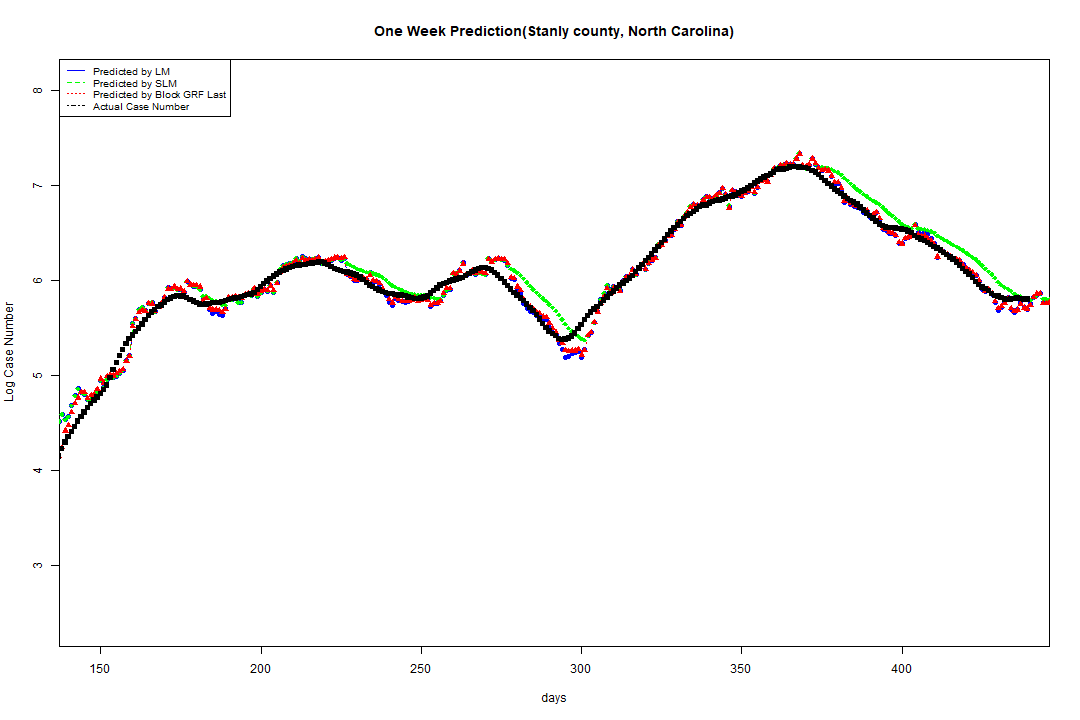 One Week Prediction(Stanly county, North Carolina)
Predicted by LM
Predicted by SLM
Predicted by Block GRF Last
Actual Case Number
8
7
6
5
4
3
Log Case Number
150 200 250 300 350 400
days